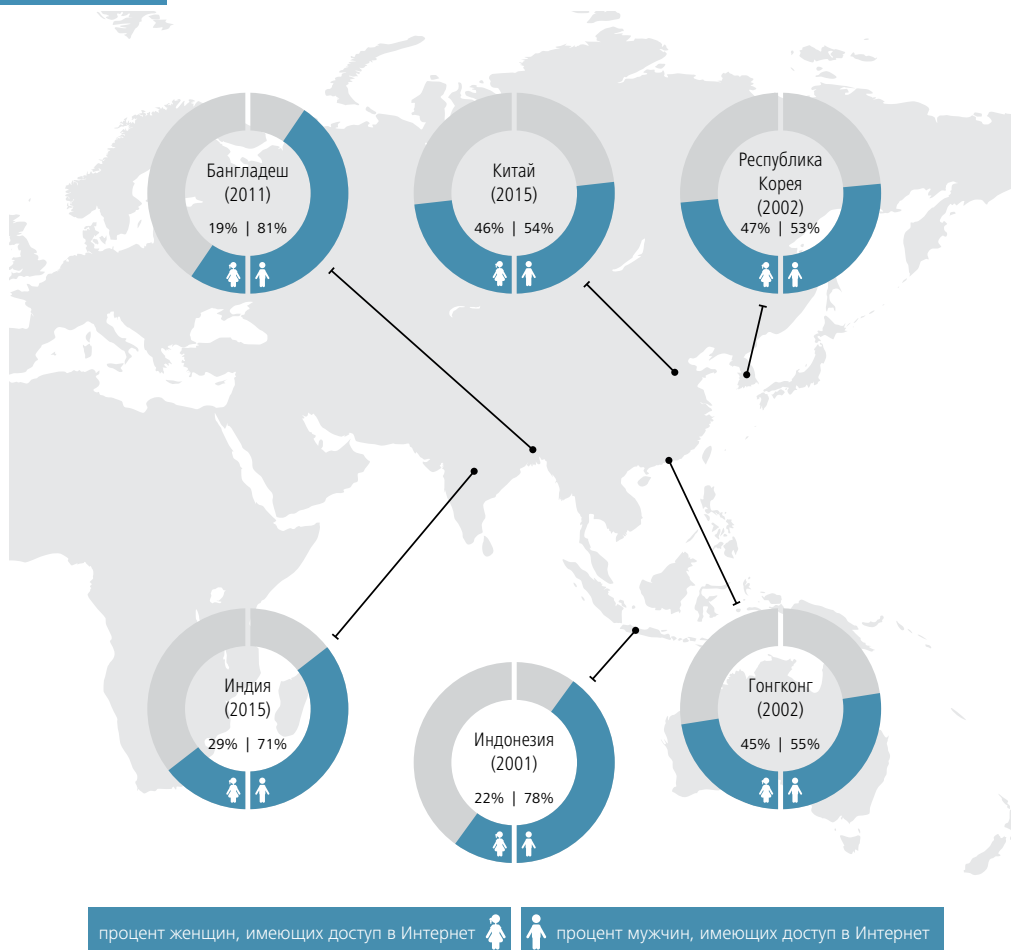 Бангладеш
(2011)
19% | 81%
Китай
(2015)
46% | 54%
Республика
Корея
(2002)
47% | 53%
Индия
(2015)
29% | 71%
Индонезия
(2001)
22% | 78%
Гонгконг
(2002)
45% | 55%
процент женщин, имеющих доступ в Интернет
процент мужчин, имеющих доступ в Интернет